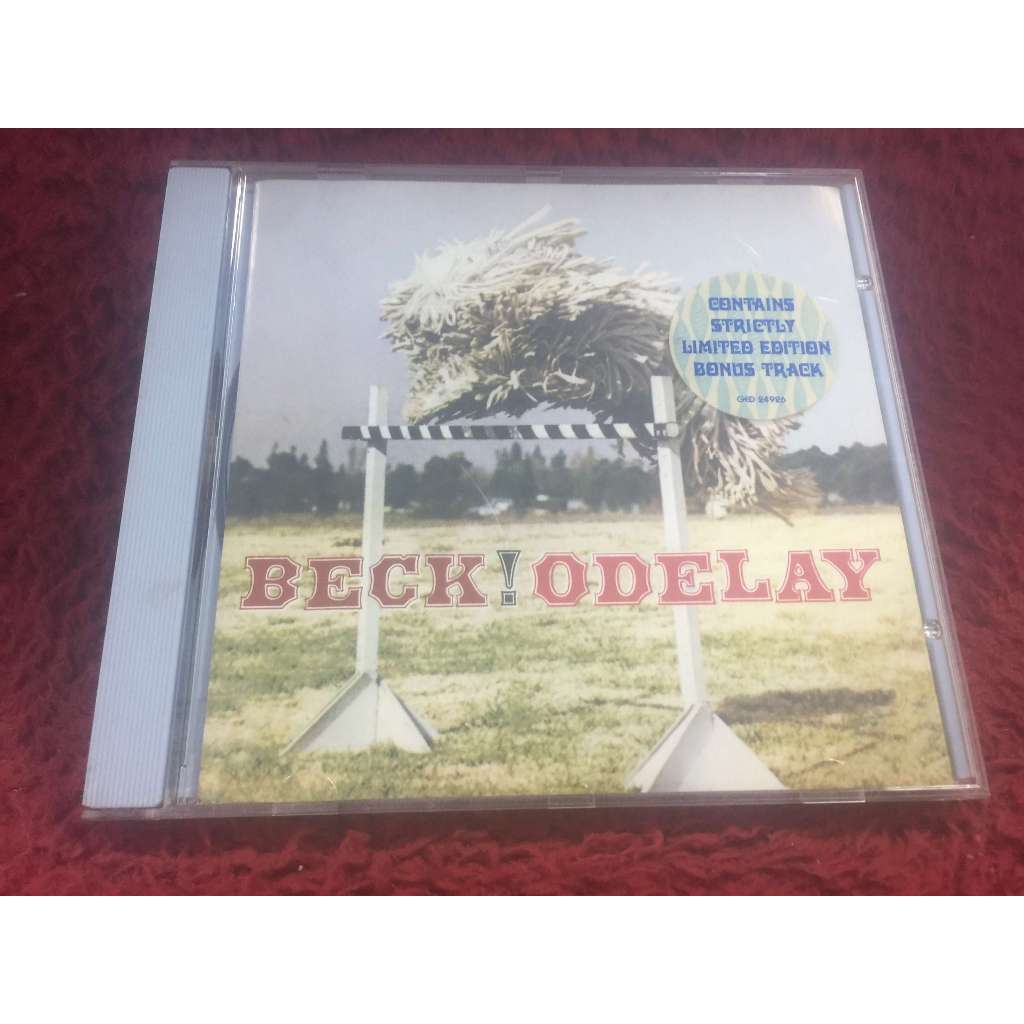 CONTAINS
STRICTLY
LIMITED EDITION
BONUS TRACK
GED 24926
BECK! ODELAY